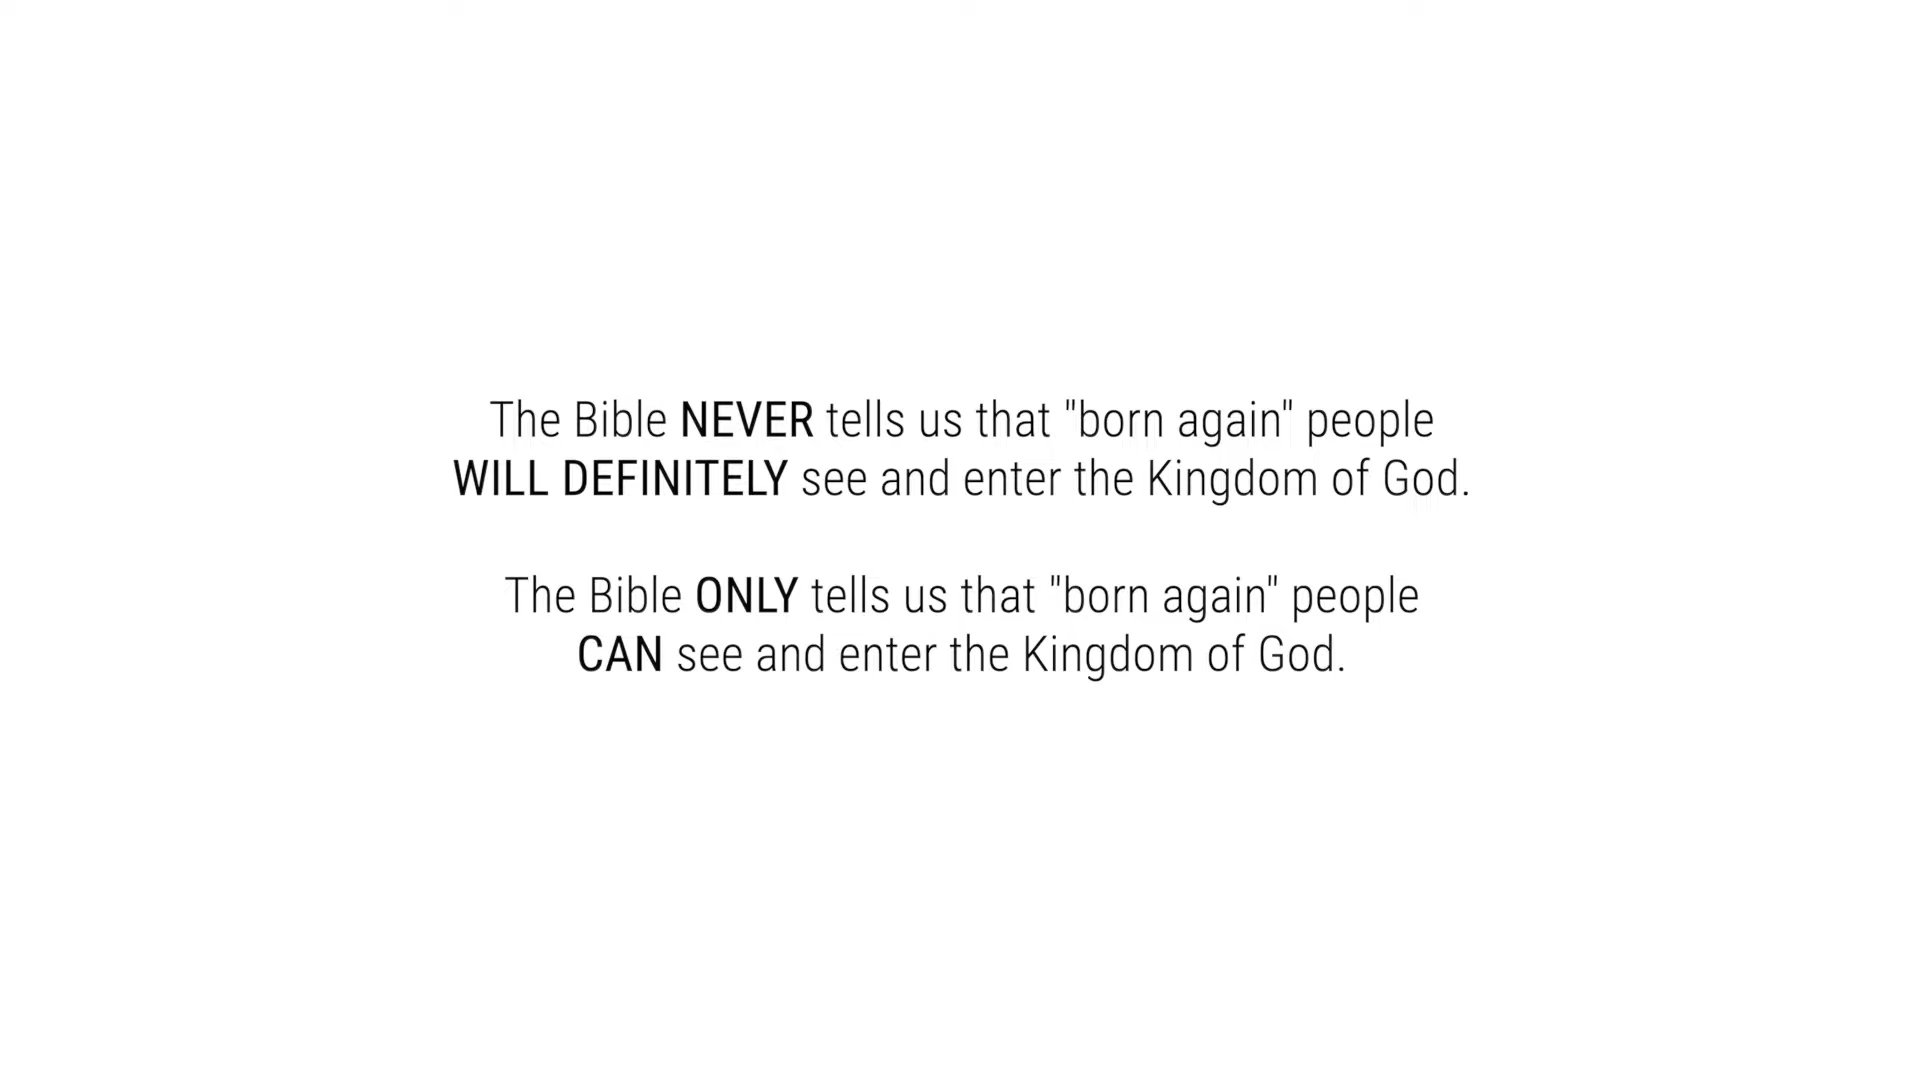 The Bible NEVER tells us that "born again" people
WILL DEFINITELY see and enter the Kingdom of God.
The Bible ONLY tells us that "born again" people
CAN see and enter the Kingdom of God.